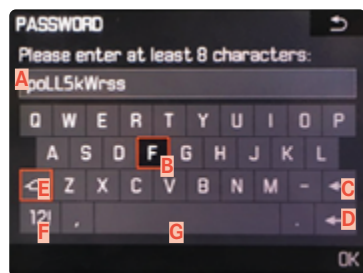 PASSWORD
Please enter at least 8 characters:
A poLL5kWrss
Q W E R T Y U I O P
A S D F G H J K L
B
E Z X C V B N M - C
12! , . D
F G
OK